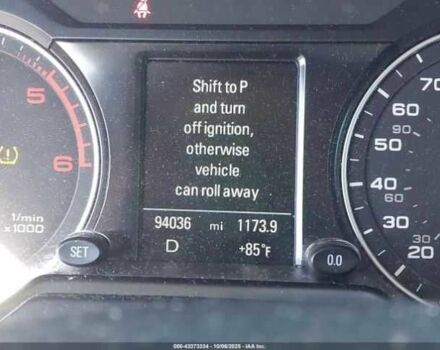 Shift to P
and turn
off ignition,
otherwise
vehicle
can roll away
94036 mi 1173.9
D +85°F
5
6
1/min
x1000
SET
0.0
70
90
50
40
60
30
30
20
000-43373334 - 10/06/2025 - IAA Inc.